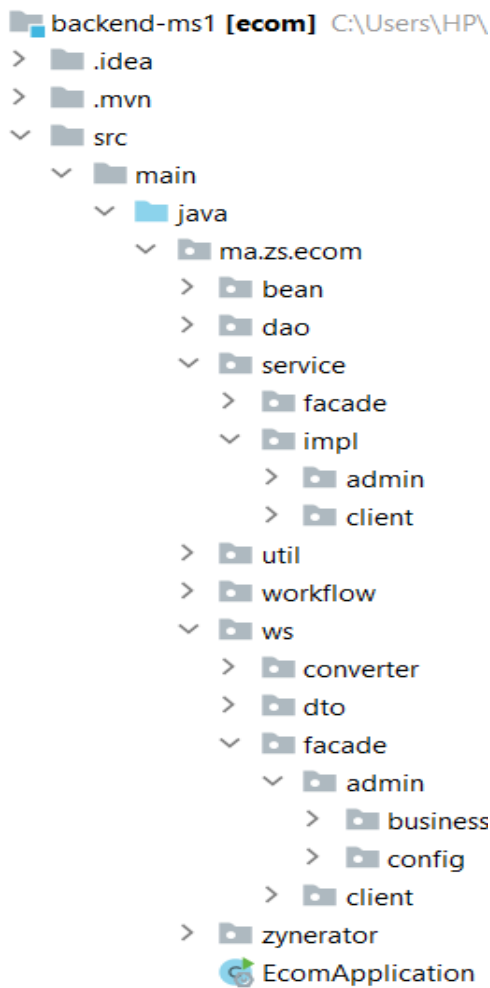 backend-ms1 [ecom] C:\Users\HP\
.idea
.mvn
src
main
java
ma.zs.ecom
bean
dao
service
facade
impl
admin
client
util
workflow
ws
converter
dto
facade
admin
business
config
client
zynerator
EcomApplication